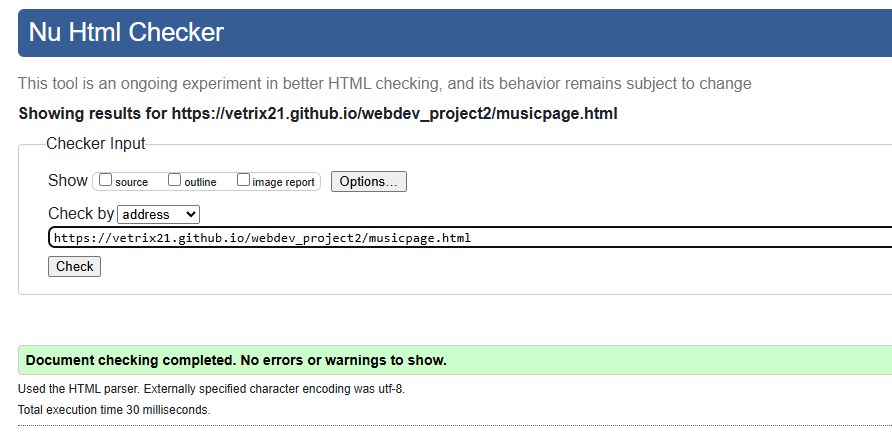 Nu Html Checker
This tool is an ongoing experiment in better HTML checking, and its behavior remains subject to change
Showing results for https://vetrix21.github.io/webdev_project2/musicpage.html
Checker Input
Show source outline image report Options...
Check by address
https://vetrix21.github.io/webdev_project2/musicpage.html
Check
Document checking completed. No errors or warnings to show.
Used the HTML parser. Externally specified character encoding was utf-8.
Total execution time 30 milliseconds.